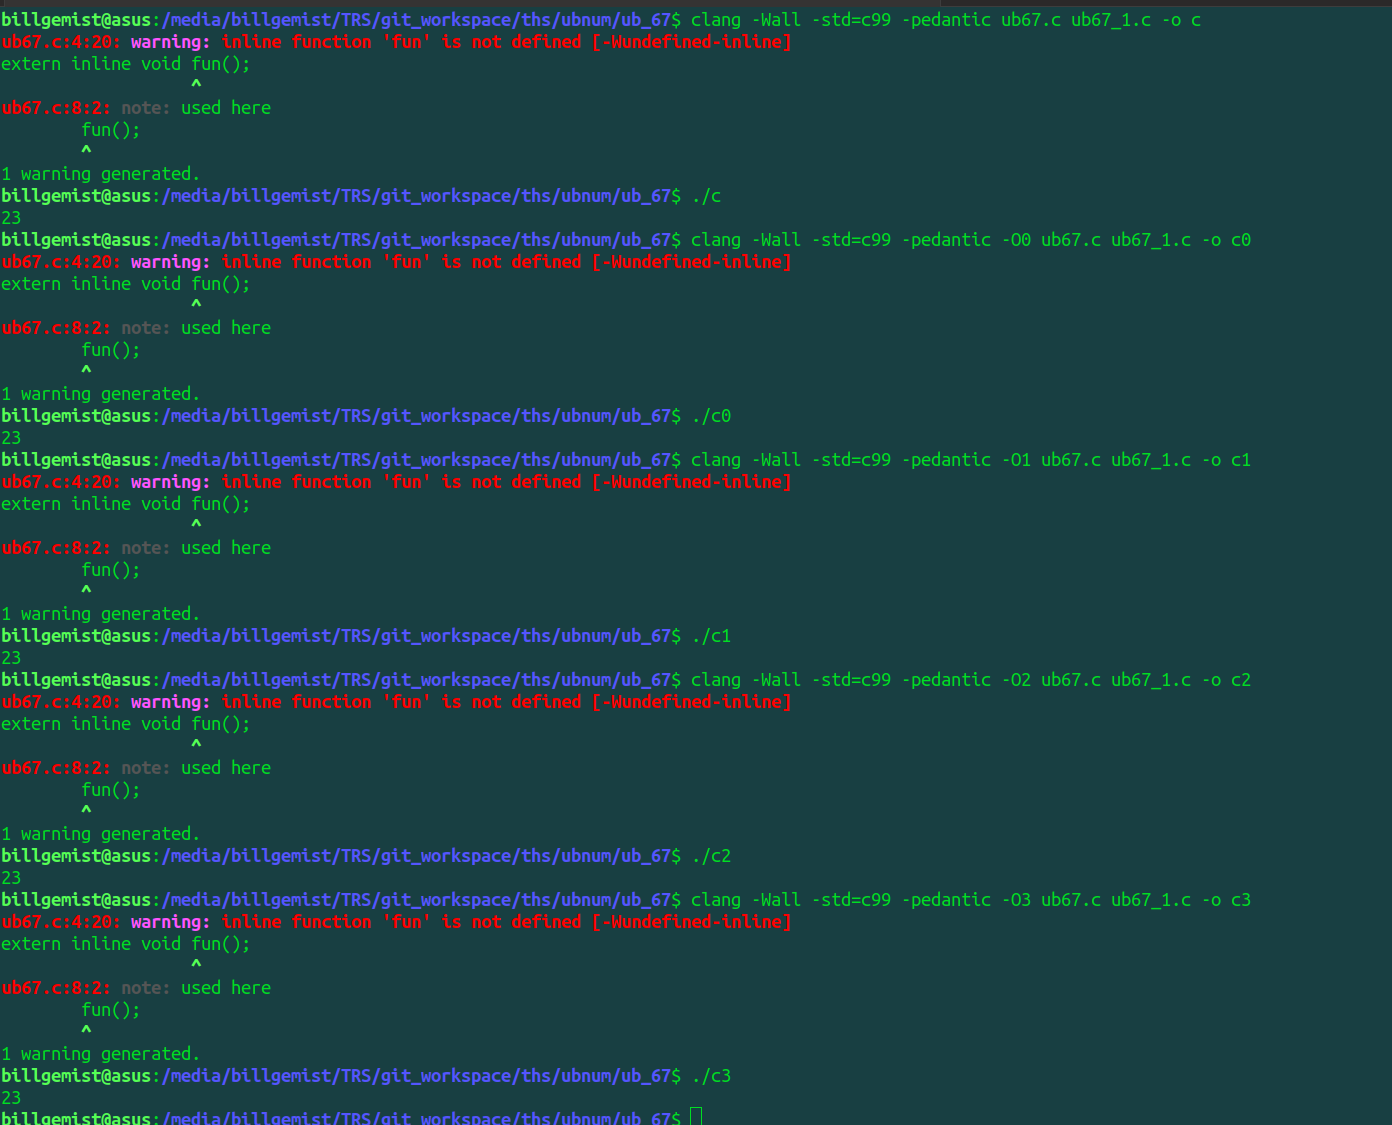 billgemist@asus:/media/billgemist/TRS/git_workspace/ths/ubnum/ub_67$ clang -Wall -std=c99 -pedantic ub67.c ub67_1.c -o c
ub67.c:4:20: warning: inline function 'fun' is not defined [-Wundefined-inline]
extern inline void fun();
^
ub67.c:8:2: note: used here
fun();
^
1 warning generated.
billgemist@asus:/media/billgemist/TRS/git_workspace/ths/ubnum/ub_67$ ./c
23
billgemist@asus:/media/billgemist/TRS/git_workspace/ths/ubnum/ub_67$ clang -Wall -std=c99 -pedantic -O0 ub67.c ub67_1.c -o c0
ub67.c:4:20: warning: inline function 'fun' is not defined [-Wundefined-inline]
extern inline void fun();
^
ub67.c:8:2: note: used here
fun();
^
1 warning generated.
billgemist@asus:/media/billgemist/TRS/git_workspace/ths/ubnum/ub_67$ ./c0
23
billgemist@asus:/media/billgemist/TRS/git_workspace/ths/ubnum/ub_67$ clang -Wall -std=c99 -pedantic -O1 ub67.c ub67_1.c -o c1
ub67.c:4:20: warning: inline function 'fun' is not defined [-Wundefined-inline]
extern inline void fun();
^
ub67.c:8:2: note: used here
fun();
^
1 warning generated.
billgemist@asus:/media/billgemist/TRS/git_workspace/ths/ubnum/ub_67$ ./c1
23
billgemist@asus:/media/billgemist/TRS/git_workspace/ths/ubnum/ub_67$ clang -Wall -std=c99 -pedantic -O2 ub67.c ub67_1.c -o c2
ub67.c:4:20: warning: inline function 'fun' is not defined [-Wundefined-inline]
extern inline void fun();
^
ub67.c:8:2: note: used here
fun();
^
1 warning generated.
billgemist@asus:/media/billgemist/TRS/git_workspace/ths/ubnum/ub_67$ ./c2
23
billgemist@asus:/media/billgemist/TRS/git_workspace/ths/ubnum/ub_67$ clang -Wall -std=c99 -pedantic -O3 ub67.c ub67_1.c -o c3
ub67.c:4:20: warning: inline function 'fun' is not defined [-Wundefined-inline]
extern inline void fun();
^
ub67.c:8:2: note: used here
fun();
^
1 warning generated.
billgemist@asus:/media/billgemist/TRS/git_workspace/ths/ubnum/ub_67$ ./c3
23
billgemist@asus:/media/billgemist/TRS/git_workspace/ths/ubnum/ub_67$